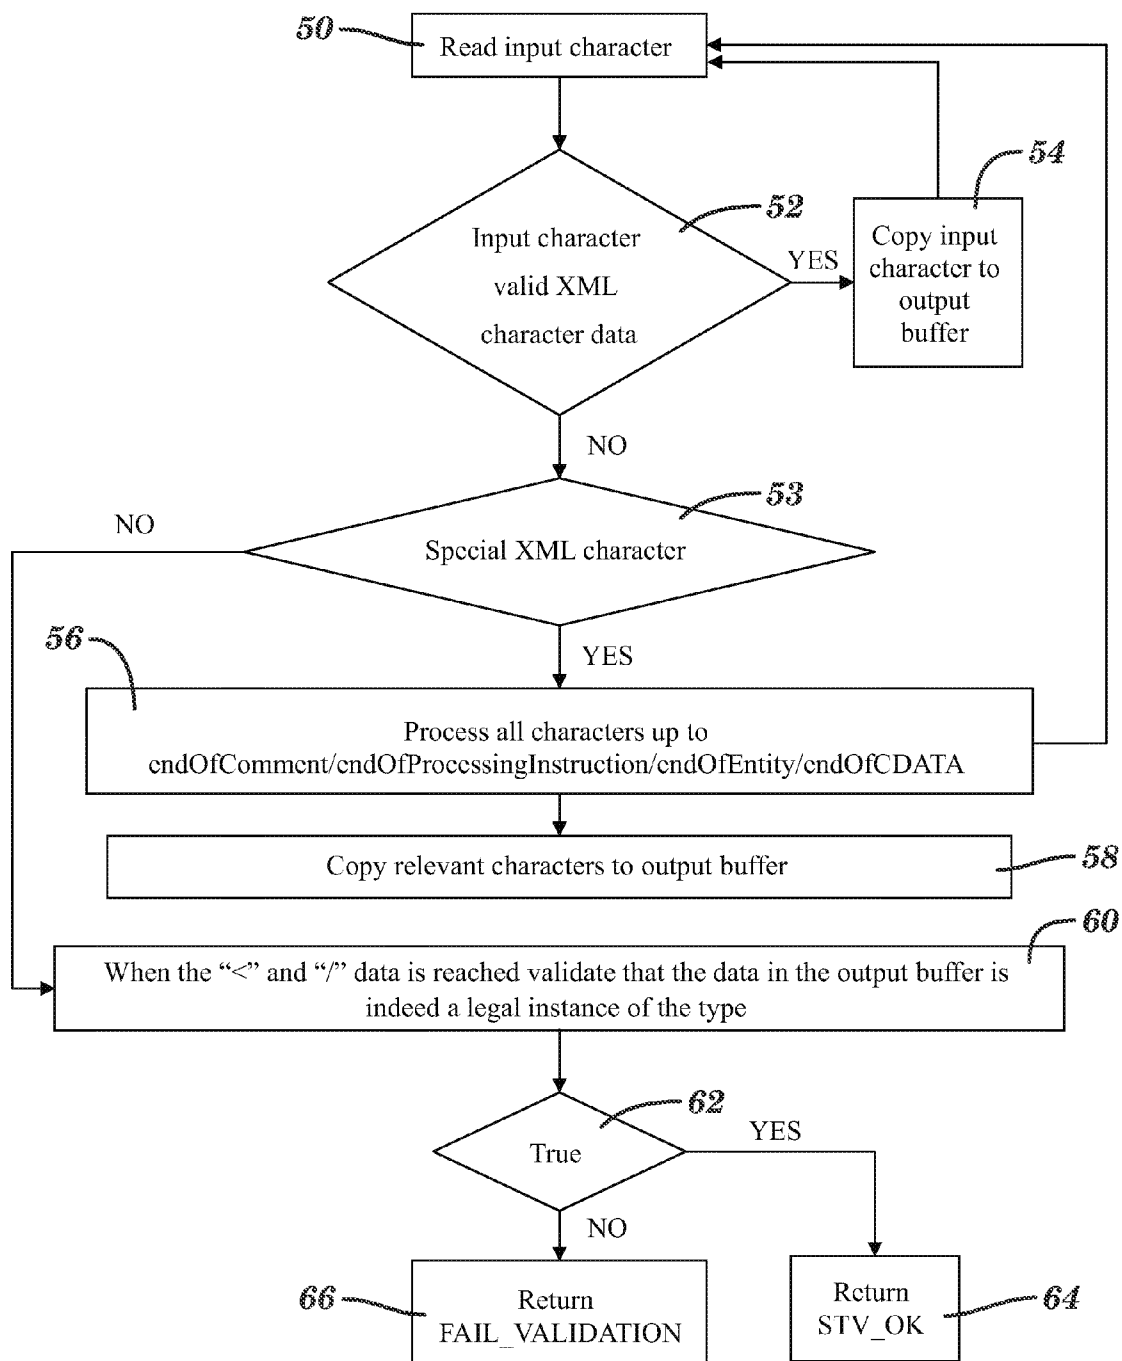 50
Read input character
54
52
Input character
valid XML
character data
YES
Copy input
character to
output
buffer
NO
53
NO
Special XML character
56
YES
Process all characters up to
endOfComment/endOfProcessingInstruction/endOfEntity/endOfCDATA
Copy relevant characters to output buffer
58
60
When the “<” and “/” data is reached validate that the data in the output buffer is
indeed a legal instance of the type
62
YES
True
NO
66
Return
FAIL_VALIDATION
Return
STV_OK
64